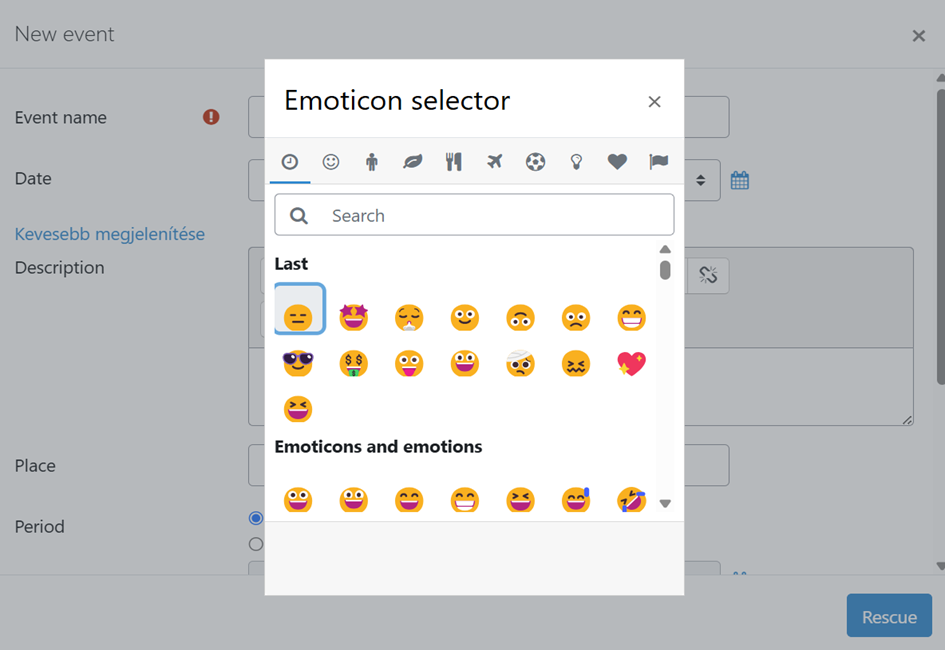 New event
Emoticon selector
Event name
Date
Search
Kevesebb megjelenítése
Last
Description
Emoticons and emotions
Place
Period
Rescue